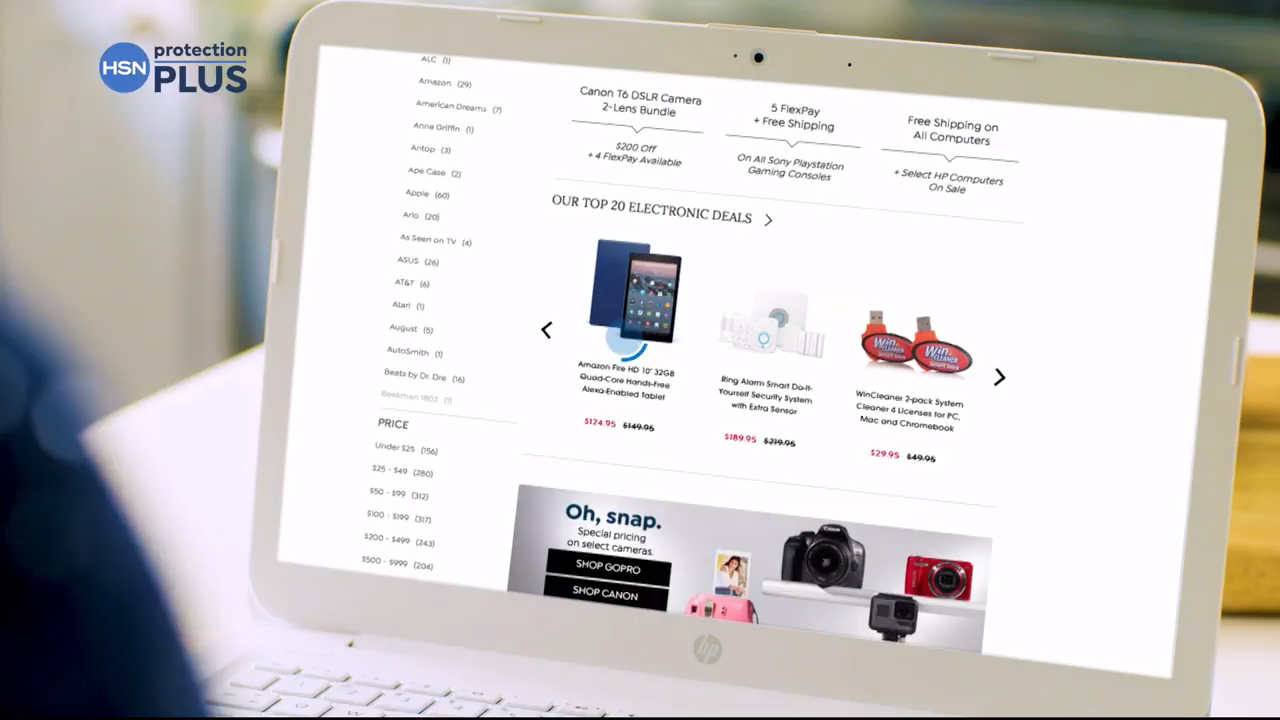 HSN
protection
PLUS
ALC (1)
Amazon (29)
American Dreams (7)
Anna Griffin (1)
Antop (3)
Ape Case (2)
Apple (60)
Arlo (20)
As Seen on TV (4)
ASUS (26)
AT&T (6)
Atari (1)
August (5)
AutoSmith (1)
Beats by Dr. Dre (16)
Beekman 1802 (1)
PRICE
Under $25 (156)
$25 - $49 (280)
$50 - $99 (312)
$100 - $199 (317)
$200 - $499 (243)
$500 - $999 (204)
Canon T6 DSLR Camera
2-Lens Bundle
$200 Off
+ 4 FlexPay Available
5 FlexPay
+ Free Shipping
On All Sony Playstation
Gaming Consoles
Free Shipping on
All Computers
+ Select HP Computers
On Sale
OUR TOP 20 ELECTRONIC DEALS
Amazon Fire HD 10" 32GB
Quad-Core Hands-Free
Alexa-Enabled Tablet
$124.95 $149.95
Ring Alarm Smart Do-It-
Yourself Security System
with Extra Sensor
$189.95 $219.95
Win
CLEANER
Win
CLEANER
WinCleaner 2-pack System
Cleaner 4 Licenses for PC,
Mac and Chromebook
$29.95 $49.95
Oh, snap.
Special pricing
on select cameras.
SHOP GOPRO
SHOP CANON
Canon
hp